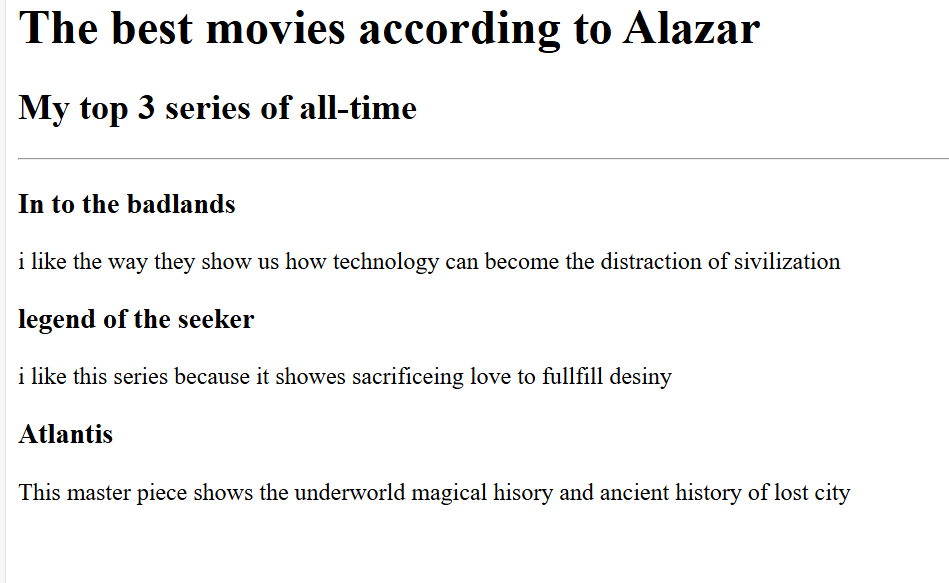 The best movies according to Alazar
My top 3 series of all-time
In to the badlands
i like the way they show us how technology can become the distraction of sivilization
legend of the seeker
i like this series because it showes sacrificeing love to fullfill desiny
Atlantis
This master piece shows the underworld magical hisory and ancient history of lost city